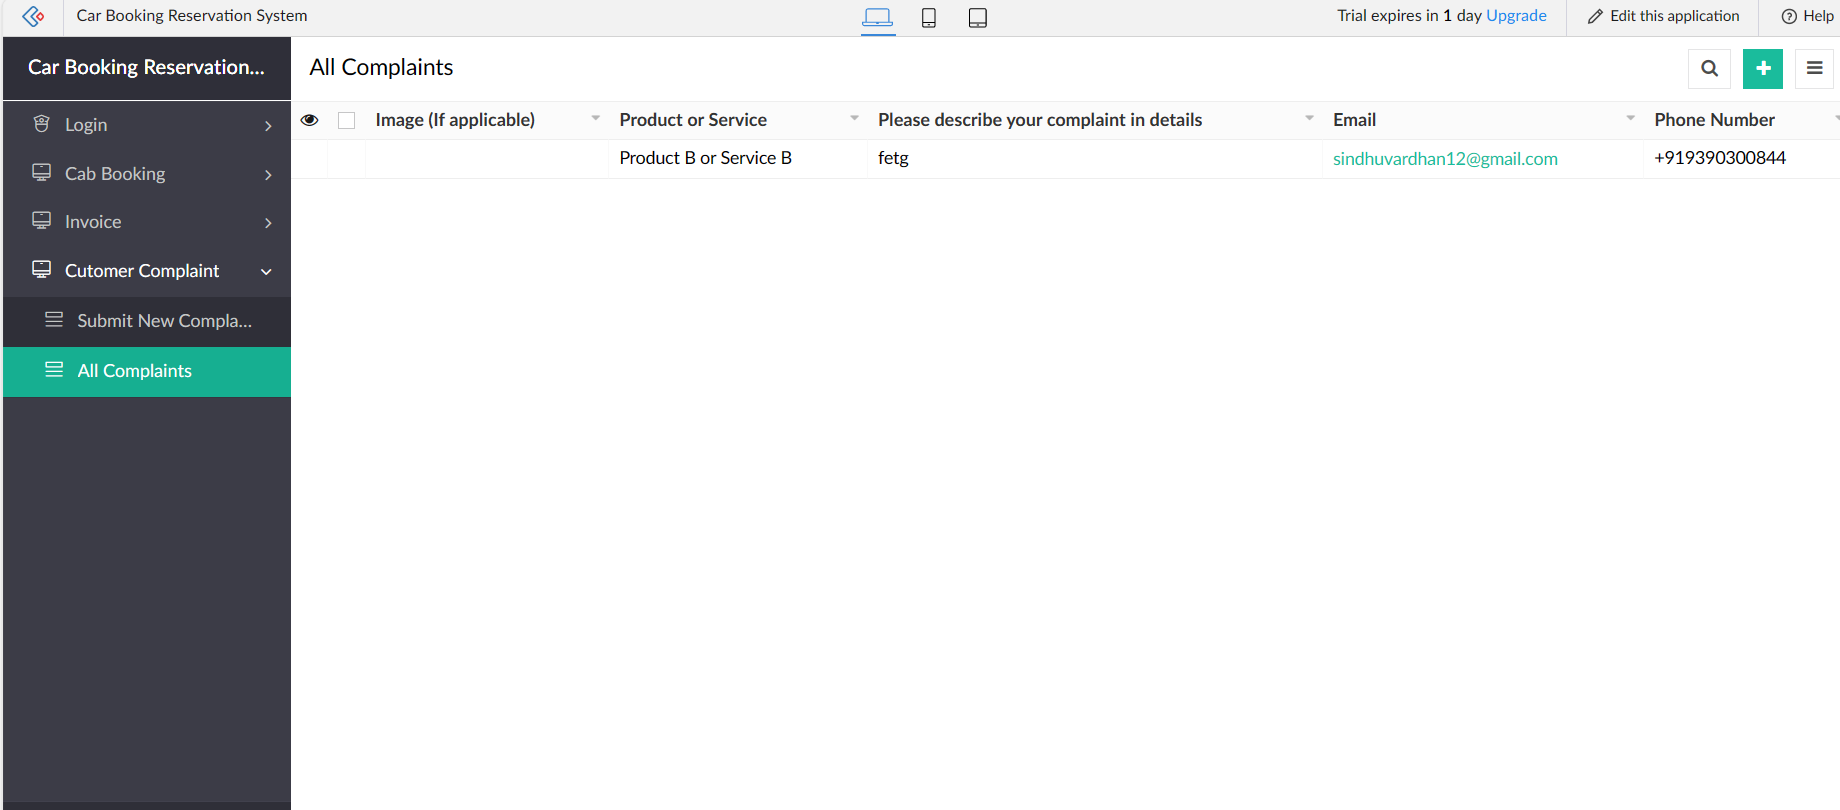 Car Booking Reservation System
Trial expires in 1 day Upgrade
Edit this application
Help
Car Booking Reservation...
All Complaints
Login
Cab Booking
Invoice
Cutomer Complaint
Submit New Compla...
All Complaints
Image (If applicable) Product or Service Please describe your complaint in details Email Phone Number
Product B or Service B fetg sindhuvardhan12@gmail.com +919390300844